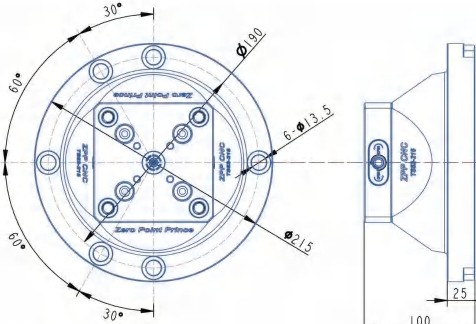 30°
60°
Ø190
6-Ø13.5
Zero Point Prince
ZPP CNC
ZPP CNC
Zero Point Prince
60°
30°
Ø215
ZPP CNC
25
100